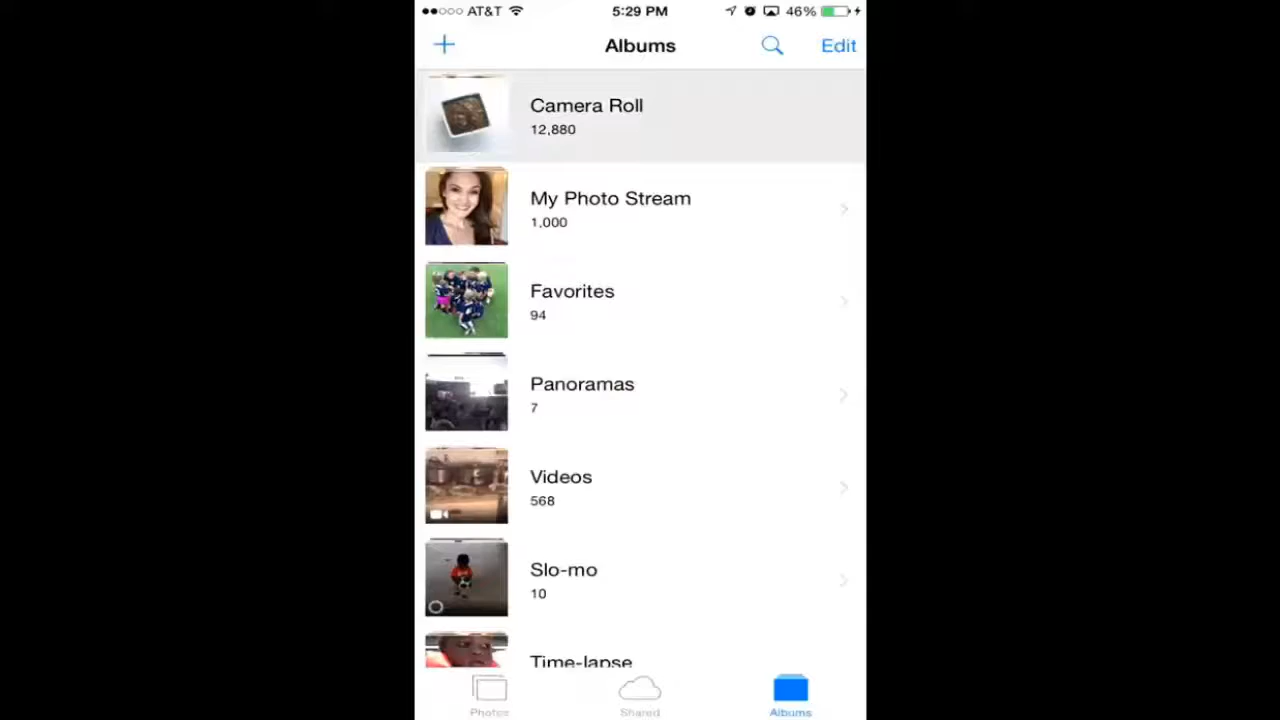 AT&T 5:29 PM 46%
Albums Edit
Camera Roll
12,880
My Photo Stream
1,000
Favorites
94
Panoramas
7
Videos
568
Slo-mo
10
Time-lapse
Photos Shared Albums